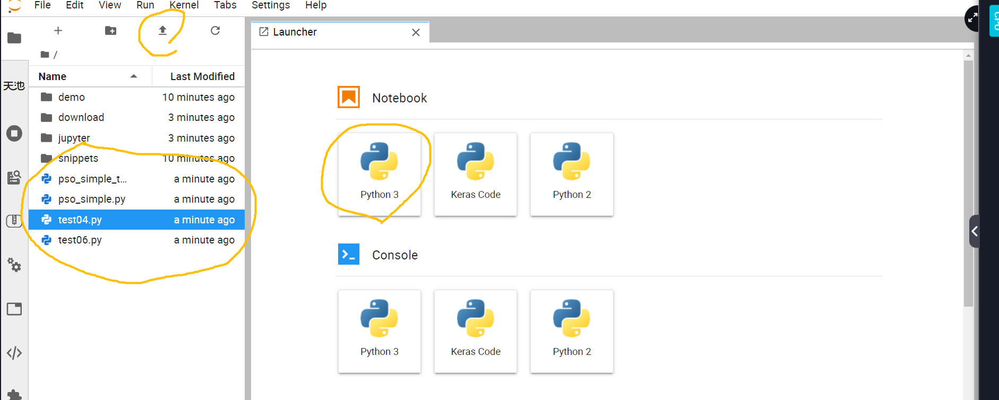 File Edit View Run Kernel Tabs Settings Help
CPU
Launcher
/
Name Last Modified
天池
demo 10 minutes ago
download 3 minutes ago
jupyter 3 minutes ago
snippets 10 minutes ago
pso_simple_t... a minute ago
pso_simple.py a minute ago
test04.py a minute ago
test06.py a minute ago
Notebook
Python 3
Keras Code
Python 2
Console
Python 3
Keras Code
Python 2